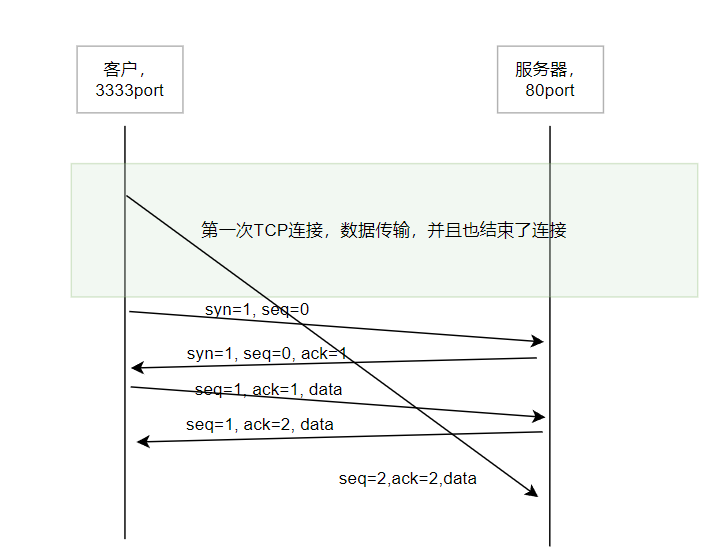 客户，
3333port
服务器，
80port
第一次TCP连接，数据传输，并且也结束了连接
syn=1, seq=0
syn=1, seq=0, ack=1
seq=1, ack=1, data
seq=1, ack=2, data
seq=2,ack=2,data